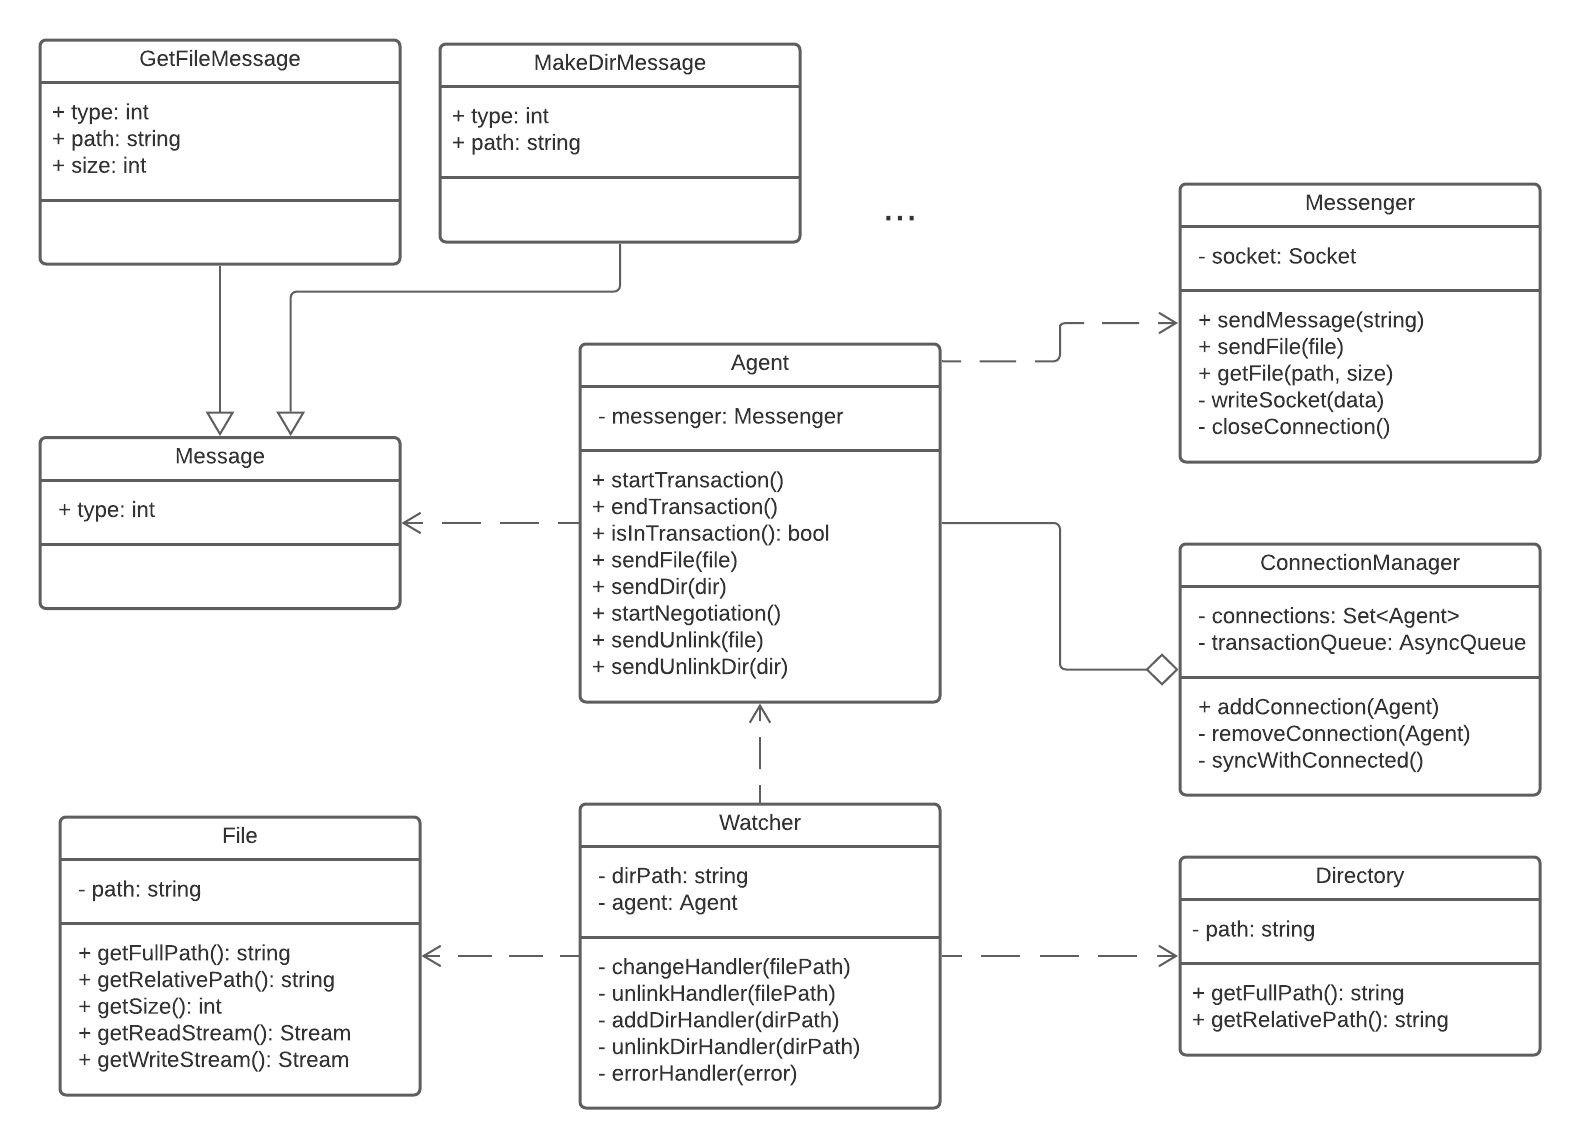 GetFileMessage
+ type: int
+ path: string
+ size: int
MakeDirMessage
+ type: int
+ path: string
...
Messenger
- socket: Socket
+ sendMessage(string)
+ sendFile(file)
+ getFile(path, size)
- writeSocket(data)
- closeConnection()
Agent
- messenger: Messenger
+ startTransaction()
+ endTransaction()
+ isInTransaction(): bool
+ sendFile(file)
+ sendDir(dir)
+ startNegotiation()
+ sendUnlink(file)
+ sendUnlinkDir(dir)
Message
+ type: int
ConnectionManager
- connections: Set<Agent>
- transactionQueue: AsyncQueue
+ addConnection(Agent)
- removeConnection(Agent)
- syncWithConnected()
File
- path: string
+ getFullPath(): string
+ getRelativePath(): string
+ getSize(): int
+ getReadStream(): Stream
+ getWriteStream(): Stream
Watcher
- dirPath: string
- agent: Agent
- changeHandler(filePath)
- unlinkHandler(filePath)
- addDirHandler(dirPath)
- unlinkDirHandler(dirPath)
- errorHandler(error)
Directory
- path: string
+ getFullPath(): string
+ getRelativePath(): string